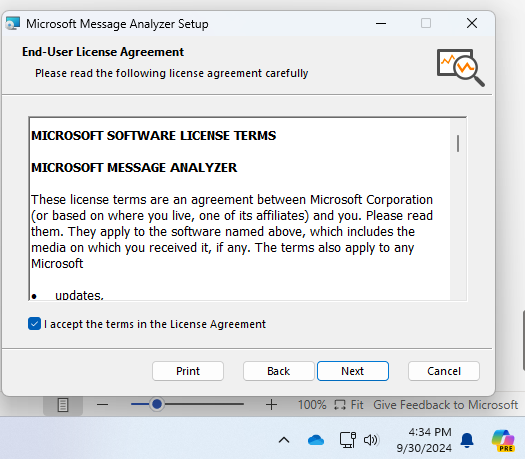 Microsoft Message Analyzer Setup
End-User License Agreement
Please read the following license agreement carefully
MICROSOFT SOFTWARE LICENSE TERMS
MICROSOFT MESSAGE ANALYZER
These license terms are an agreement between Microsoft Corporation
(or based on where you live, one of its affiliates) and you. Please read
them. They apply to the software named above, which includes the
media on which you received it, if any. The terms also apply to any
Microsoft
• updates,
I accept the terms in the License Agreement
Print Back Next Cancel
100% Fit Give Feedback to Microsoft
4:34 PM
9/30/2024
PRE